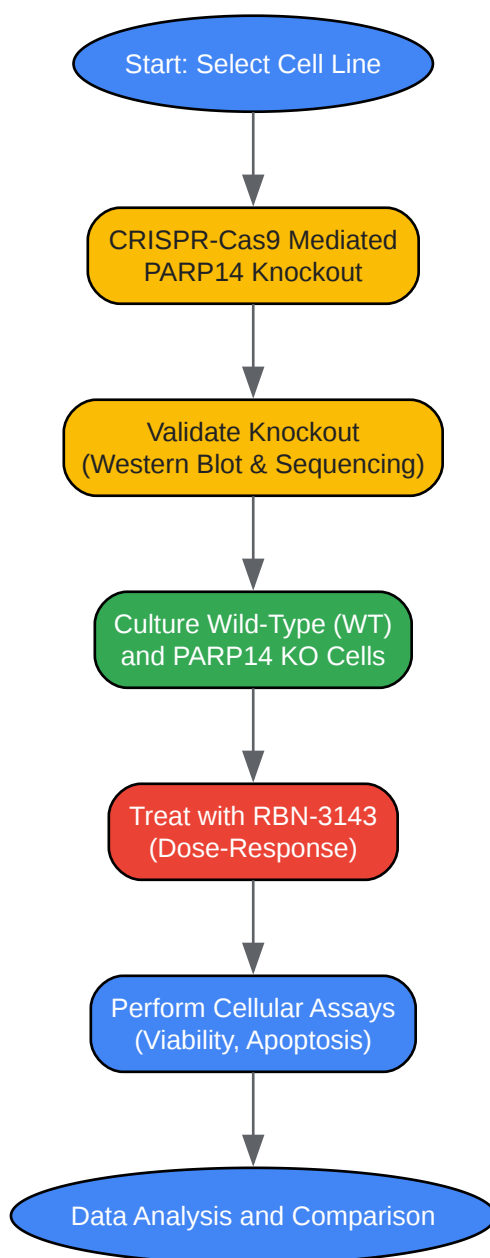 Start: Select Cell Line
CRISPR-Cas9 Mediated
PARP14 Knockout
Validate Knockout
(Western Blot & Sequencing)
Culture Wild-Type (WT)
and PARP14 KO Cells
Treat with RBN-3143
(Dose-Response)
Perform Cellular Assays
(Viability, Apoptosis)
Data Analysis and Comparison